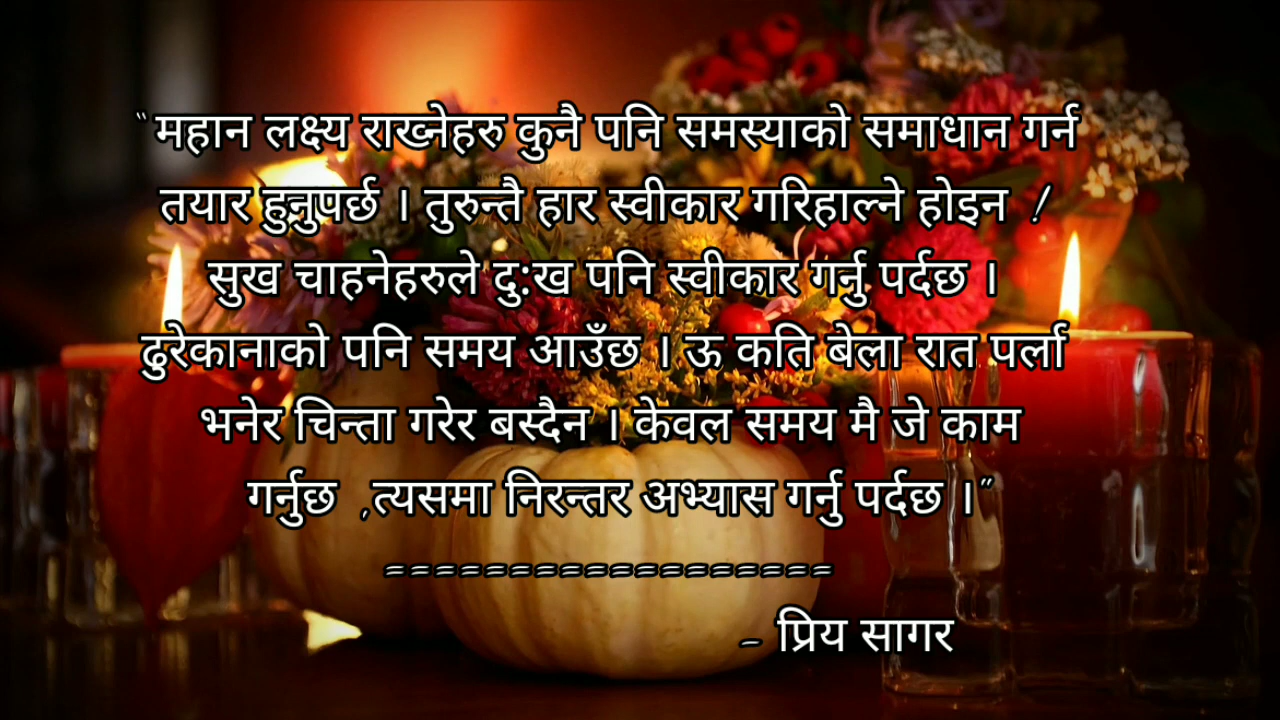 “महान लक्ष्य राख्नेहरु कुनै पनि समस्याको समाधान गर्न
तयार हुनुपर्छ । तुरुन्तै हार स्वीकार गरिहाल्ने होइन !
सुख चाहनेहरुले दु:ख पनि स्वीकार गर्नु पर्दछ ।
ढुरेकानाको पनि समय आउँछ । ऊ कति बेला रात पर्ला
भनेर चिन्ता गरेर बस्दैन । केवल समय मै जे काम
गर्नुछ ,त्यसमा निरन्तर अभ्यास गर्नु पर्दछ ।”
==================
- प्रिय सागर